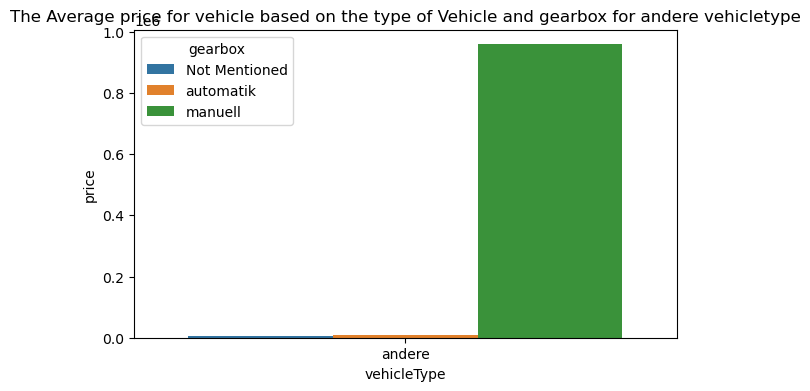 The Average price for vehicle based on the type of Vehicle and gearbox for andere vehicletype
1e6
gearbox
Not Mentioned
automatik
manuell
1.0
0.8
0.6
0.4
0.2
0.0
price
andere
vehicleType